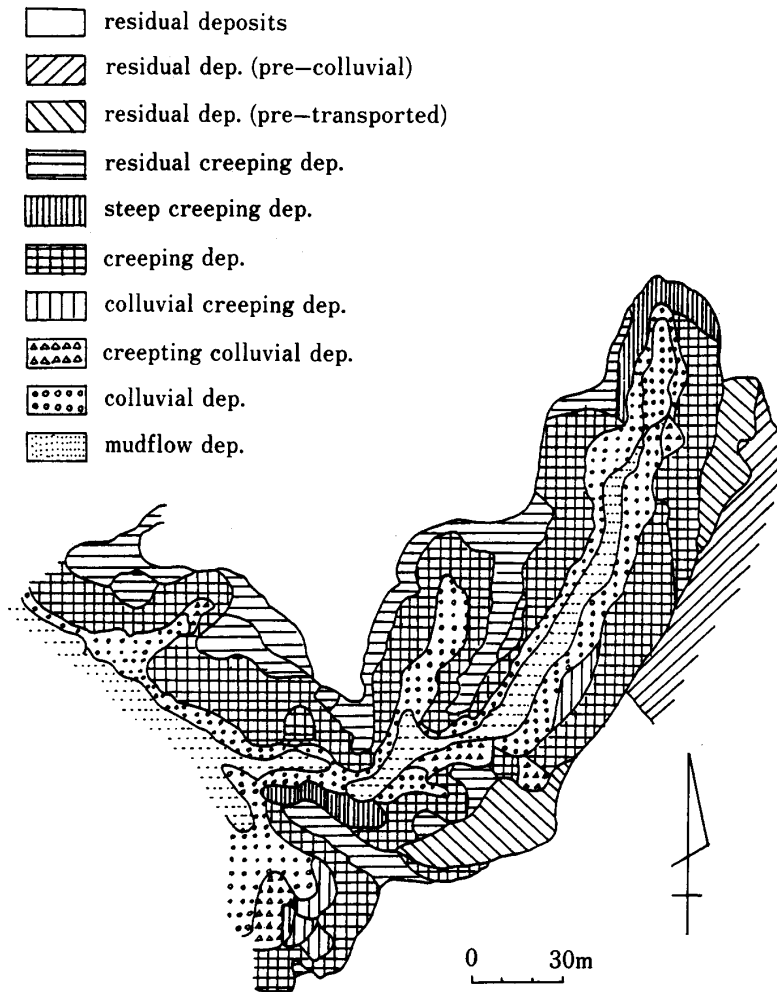 residual deposits
residual dep. (pre-colluvial)
residual dep. (pre-transported)
residual creeping dep.
steep creeping dep.
creeping dep.
colluvial creeping dep.
creepting colluvial dep.
colluvial dep.
mudflow dep.
0 30m